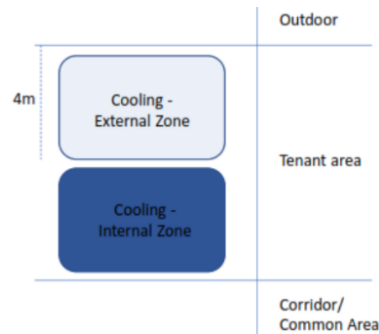 Outdoor
4m
Cooling -
External Zone
Tenant area
Cooling -
Internal Zone
Corridor/
Common Area